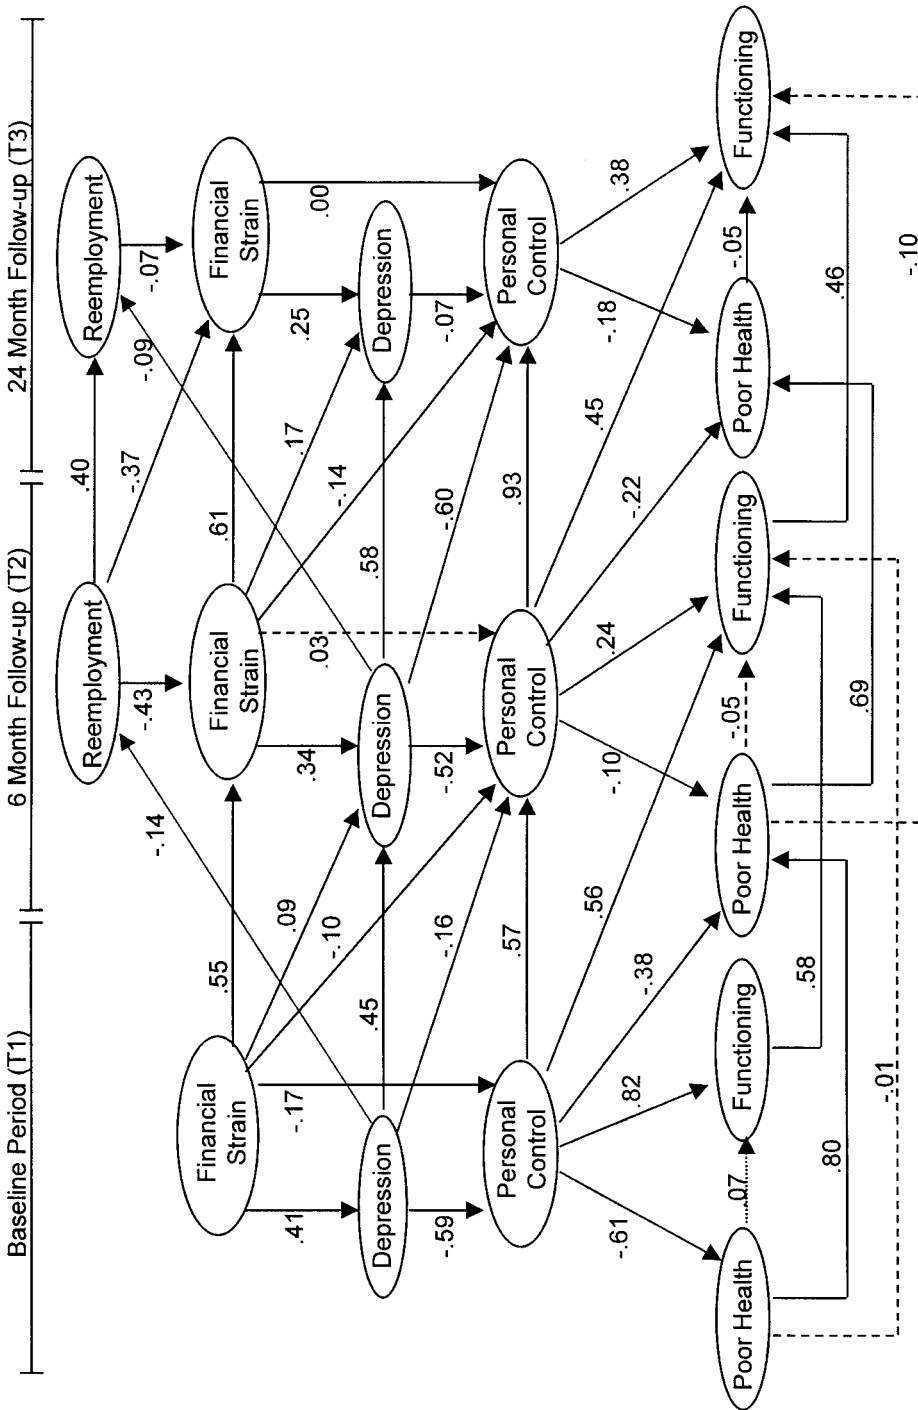 Baseline Period (T1)
6 Month Follow-up (T2)
24 Month Follow-up (T3)
Reemployment
.40
Reemployment
-.14
-.43
-.37
-.09
-.07
Financial
Strain
.55
Financial
Strain
.61
Financial
Strain
.41
-.17
.09
-.10
.34
.03
.17
-.14
.25
.00
Depression
.45
Depression
.58
Depression
-.59
-.16
-.52
-.60
-.07
Personal
Control
.57
Personal
Control
.93
Personal
Control
-.61
.82
-.38
.56
-.10
.24
-.22
.45
-.18
.38
Poor Health
.07
Functioning
Poor Health
-.05
Functioning
Poor Health
-.05
Functioning
.80
.58
.69
.46
-.01
-.10